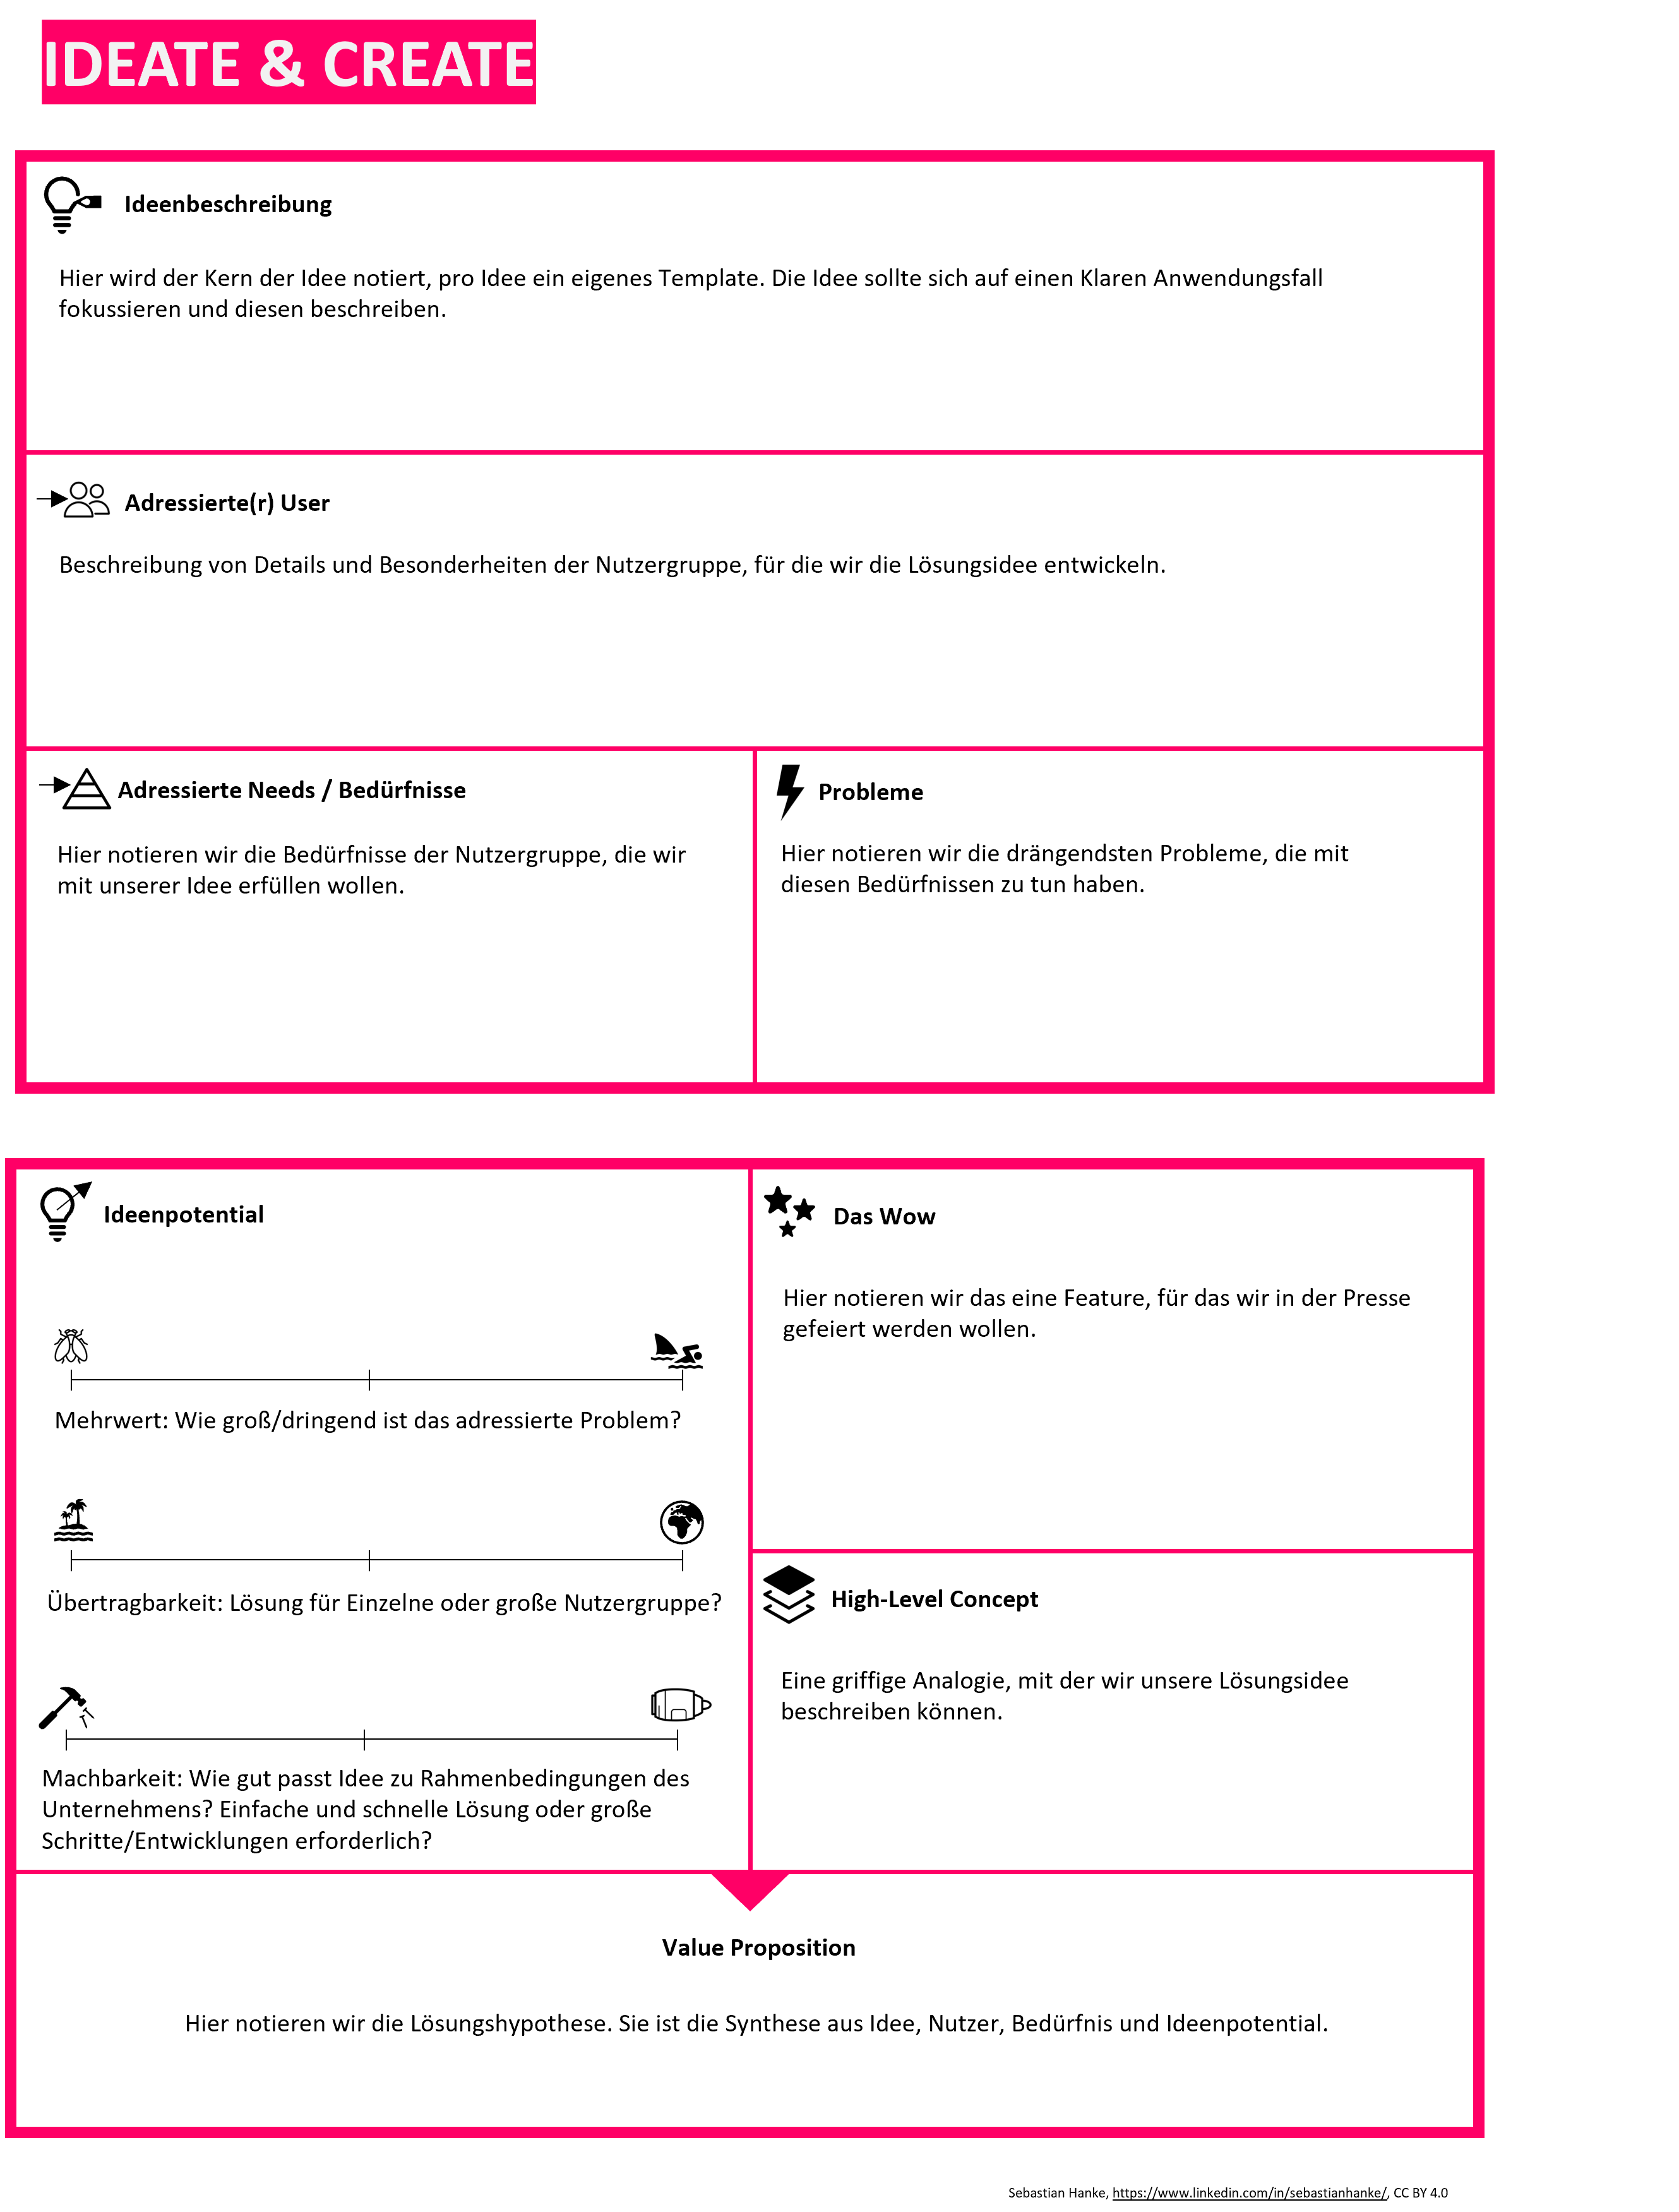 IDEATE & CREATE
Ideenbeschreibung
Hier wird der Kern der Idee notiert, pro Idee ein eigenes Template. Die Idee sollte sich auf einen Klaren Anwendungsfall
fokussieren und diesen beschreiben.
Adressierte(r) User
Beschreibung von Details und Besonderheiten der Nutzergruppe, für die wir die Lösungsidee entwickeln.
Adressierte Needs / Bedürfnisse
Hier notieren wir die Bedürfnisse der Nutzergruppe, die wir
mit unserer Idee erfüllen wollen.
Probleme
Hier notieren wir die drängendsten Probleme, die mit
diesen Bedürfnissen zu tun haben.
Ideenpotential
Mehrwert: Wie groß/dringend ist das adressierte Problem?
Übertragbarkeit: Lösung für Einzelne oder große Nutzergruppe?
Machbarkeit: Wie gut passt Idee zu Rahmenbedingungen des
Unternehmens? Einfache und schnelle Lösung oder große
Schritte/Entwicklungen erforderlich?
Das Wow
Hier notieren wir das eine Feature, für das wir in der Presse
gefeiert werden wollen.
High-Level Concept
Eine griffige Analogie, mit der wir unsere Lösungsidee
beschreiben können.
Value Proposition
Hier notieren wir die Lösungshypothese. Sie ist die Synthese aus Idee, Nutzer, Bedürfnis und Ideenpotential.
Sebastian Hanke, https://www.linkedin.com/in/sebastianhanke/, CC BY 4.0